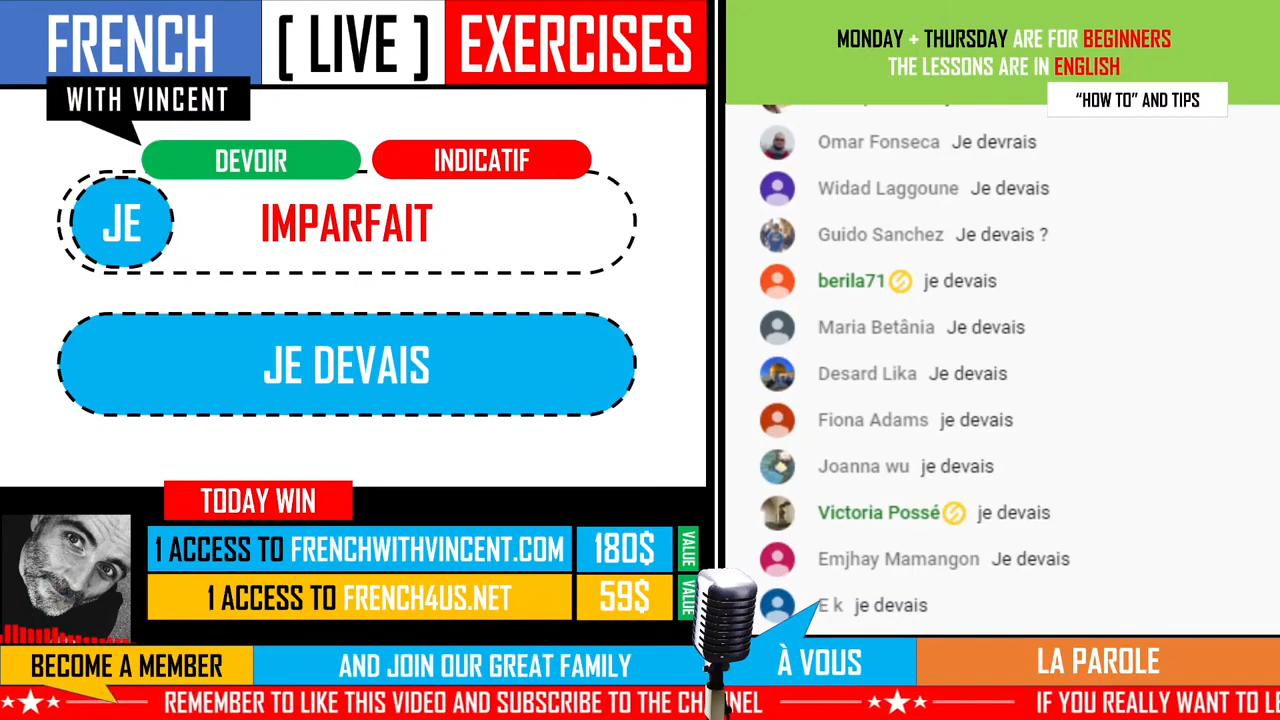 FRENCH [ LIVE ] EXERCISES
WITH VINCENT
DEVOIR INDICATIF
JE IMPARFAIT
JE DEVAIS
TODAY WIN
1 ACCESS TO FRENCHWITHVINCENT.COM 180$ VALUE
1 ACCESS TO FRENCH4US.NET 59$ VALUE
MONDAY + THURSDAY ARE FOR BEGINNERS
THE LESSONS ARE IN ENGLISH
“HOW TO” AND TIPS
Omar Fonseca Je devrais
Widad Laggoune Je devais
Guido Sanchez Je devais ?
berila71 je devais
Maria Betânia Je devais
Desard Lika Je devais
Fiona Adams je devais
Joanna wu je devais
Victoria Possé je devais
Emjhay Mamangon Je devais
E k je devais
BECOME A MEMBER AND JOIN OUR GREAT FAMILY À VOUS LA PAROLE
REMEMBER TO LIKE THIS VIDEO AND SUBSCRIBE TO THE IF YOU REALLY WANT TO